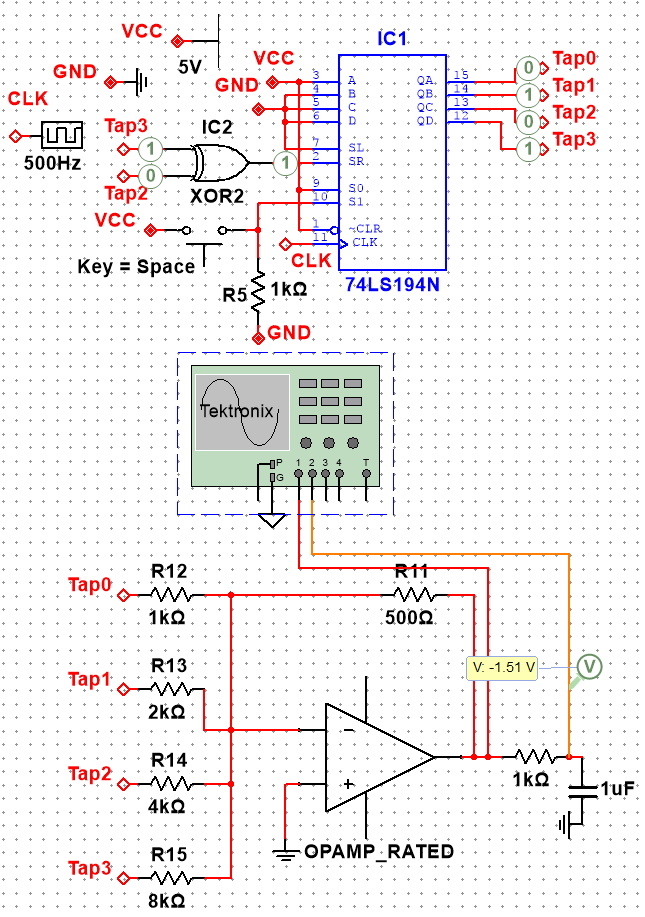 VCC
5V
GND
CLK
500Hz
Tap3
1
Tap2
0
IC2
XOR2
1
VCC
Key = Space
R5
1kΩ
GND
VCC
GND
CLK
IC1
3 A QA 15
4 B QB 14
5 C QC 13
6 D QD 12
7 SL
2 SR
9 S0
10 S1
1 ~CLR
11 CLK
74LS194N
0 Tap0
1 Tap1
0 Tap2
1 Tap3
Tektronix
P
G
1 2 3 4 T
Tap0
R12
1kΩ
R11
500Ω
Tap1
R13
2kΩ
V: -1.51 V
V
Tap2
R14
4kΩ
1kΩ
1uF
Tap3
R15
8kΩ
OPAMP_RATED